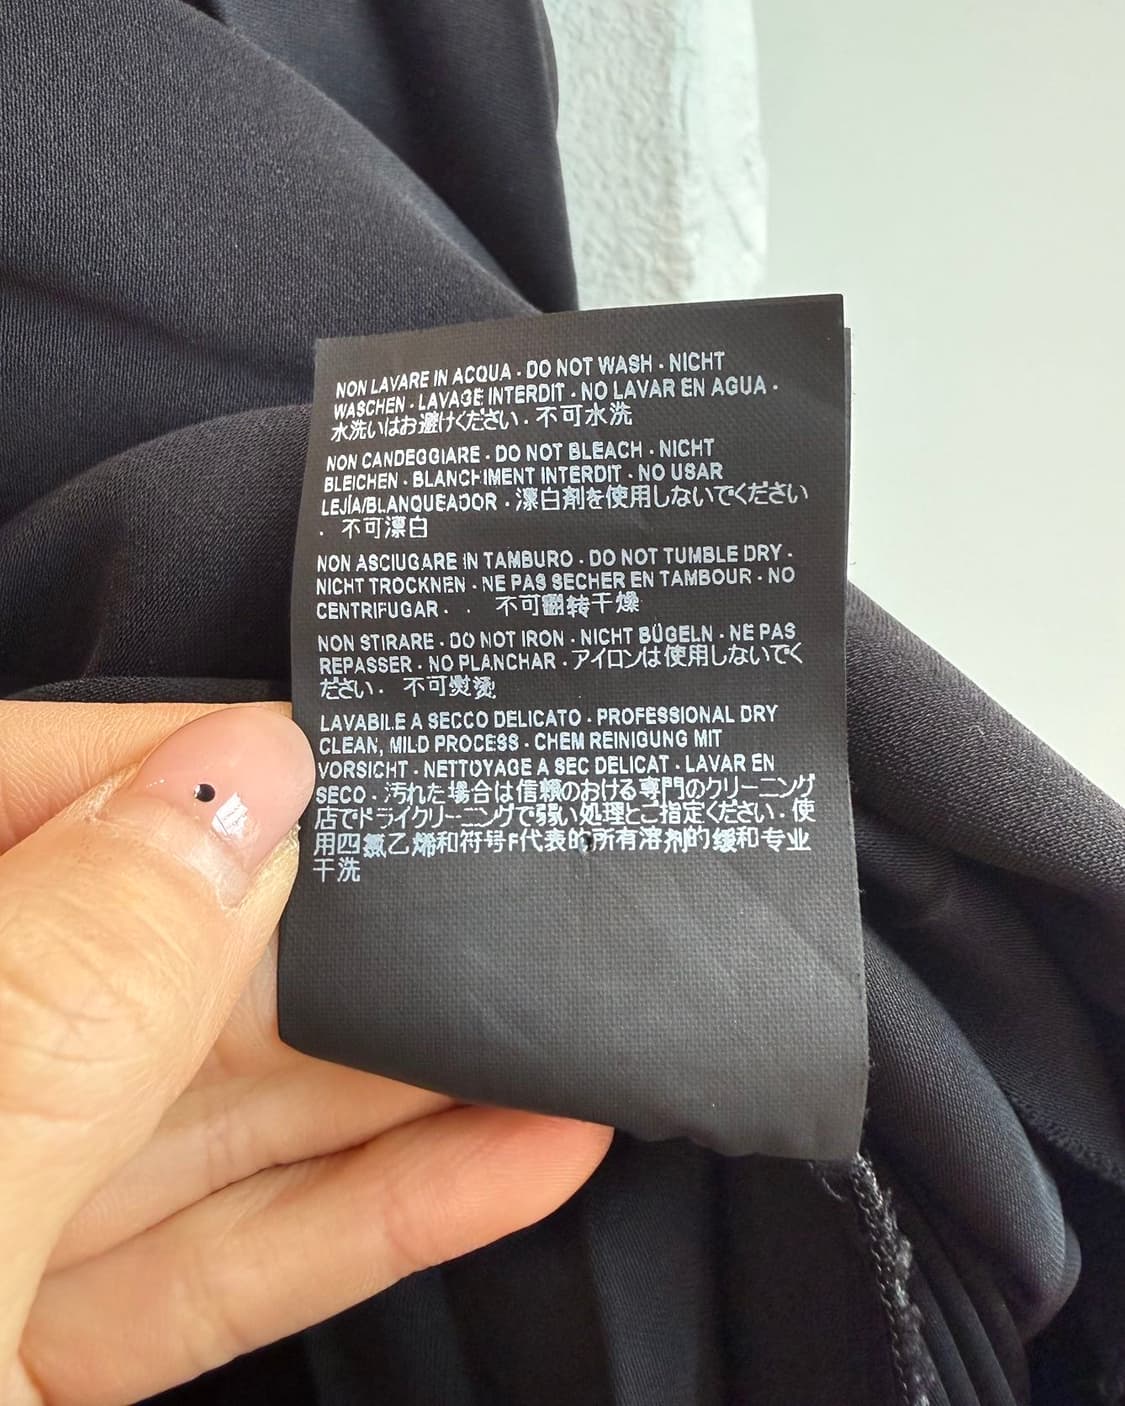 NON LAVARE IN ACQUA - DO NOT WASH - NICHT
WASCHEN - LAVAGE INTERDIT - NO LAVAR EN AGUA -
水洗いはお避けください - 不可水洗
NON CANDEGGIARE - DO NOT BLEACH - NICHT
BLEICHEN - BLANCHIMENT INTERDIT - NO USAR
LEJÍA/BLANQUEADOR - 漂白剤を使用しないでください
- 不可漂白
NON ASCIUGARE IN TAMBURO - DO NOT TUMBLE DRY -
NICHT TROCKNEN - NE PAS SECHER EN TAMBOUR - NO
CENTRIFUGAR - - 不可翻转干燥
NON STIRARE - DO NOT IRON - NICHT BÜGELN - NE PAS
REPASSER - NO PLANCHAR - アイロンは使用しないでく
ださい - 不可熨烫
LAVABILE A SECCO DELICATO - PROFESSIONAL DRY
CLEAN, MILD PROCESS - CHEM REINIGUNG MIT
VORSICHT - NETTOYAGE A SEC DELICAT - LAVAR EN
SECO - 汚れた場合は信頼のおける専門のクリーニング
店でドライクリーニングで弱い処理とご指定ください - 使
用四氯乙烯和符号F代表的所有溶剂的缓和专业
干洗